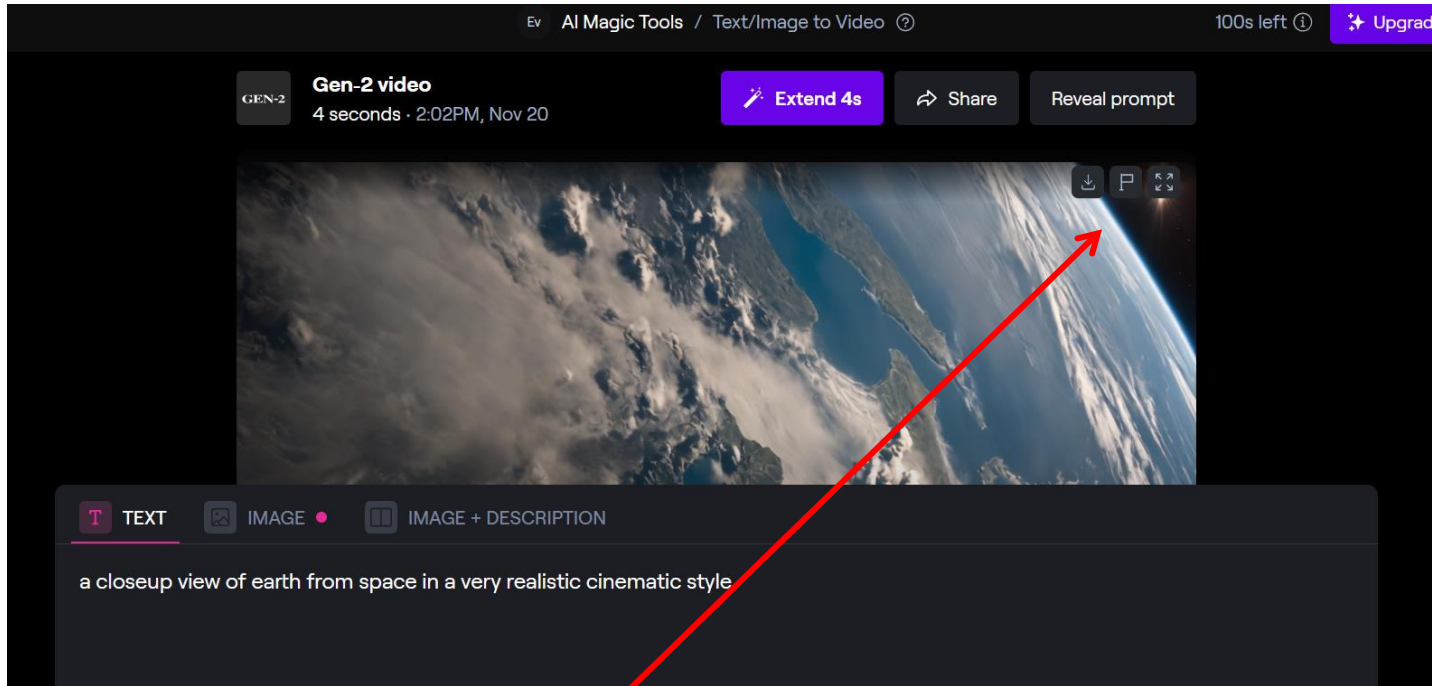 Ev AI Magic Tools / Text/Image to Video
100s left
Upgrad
GEN-2
Gen-2 video
4 seconds · 2:02PM, Nov 20
Extend 4s
Share
Reveal prompt
T TEXT
IMAGE
IMAGE + DESCRIPTION
a closeup view of earth from space in a very realistic cinematic style